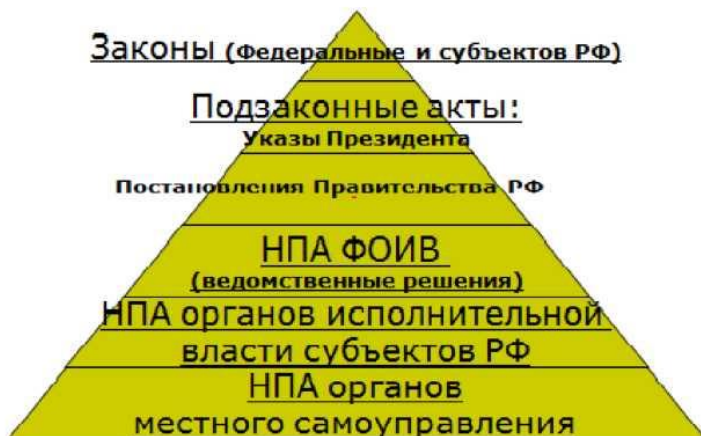 Законы (Федеральные и субъектов РФ)
Подзаконные акты:
Указы Президента
Постановления Правительства РФ
НПА ФОИВ
(ведомственные решения)
НПА органов исполнительной
власти субъектов РФ
НПА органов
местного самоуправления